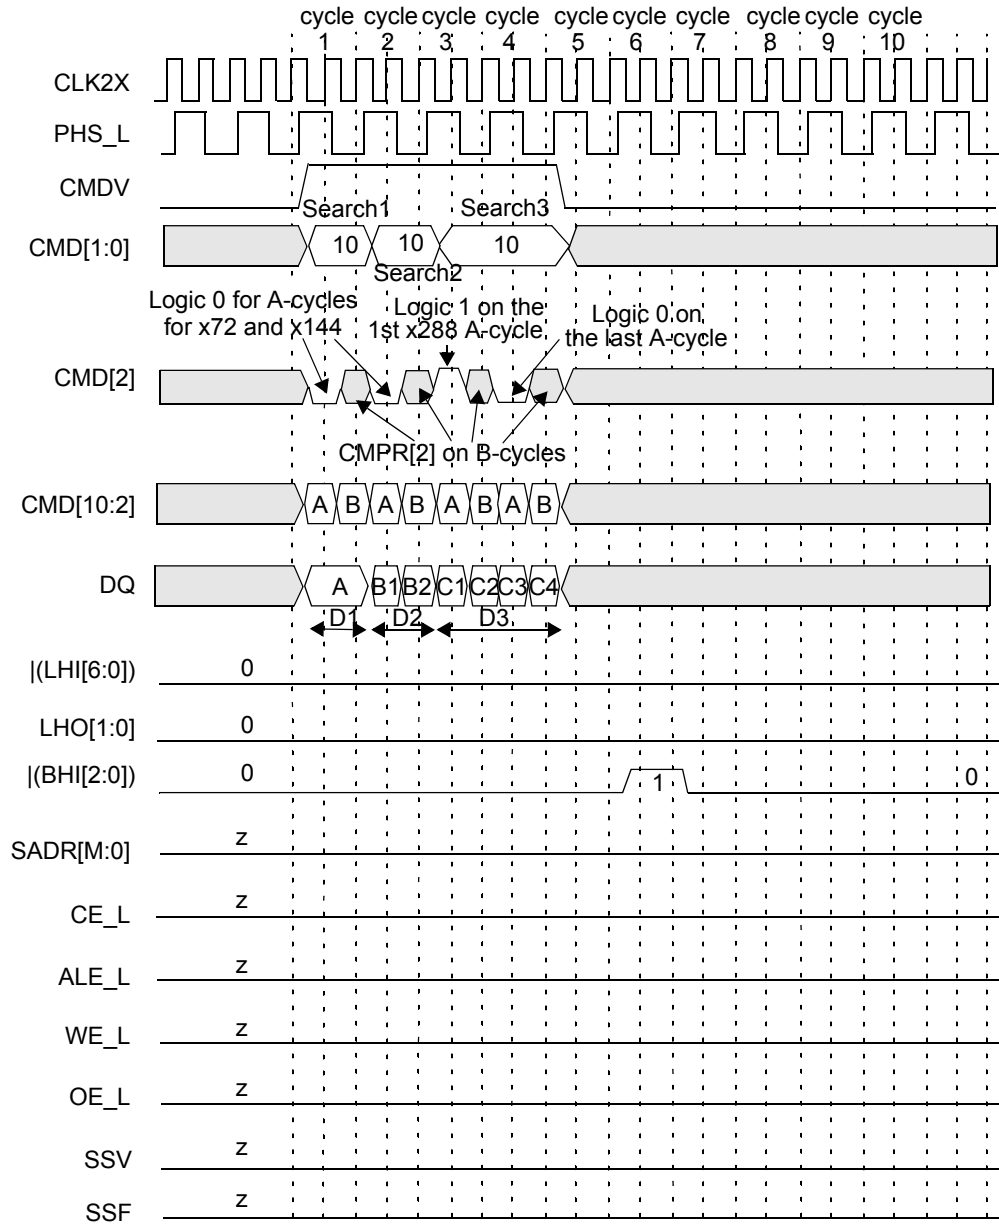 cycle cycle cycle cycle cycle cycle cycle cycle cycle cycle
1 2 3 4 5 6 7 8 9 10
CLK2X
PHS_L
CMDV
Search1 Search3
CMD[1:0] 10 10 10
Search2
Logic 0 for A-cycles
for x72 and x144
Logic 1 on the
1st x288 A-cycle
Logic 0 on
the last A-cycle
CMD[2]
CMPR[2] on B-cycles
CMD[10:2] A B A B A B A B
DQ A B1 B2 C1 C2 C3 C4
D1 D2 D3
|(LHI[6:0]) 0
LHO[1:0] 0
|(BHI[2:0]) 0 1 0
SADR[M:0] z
CE_L z
ALE_L z
WE_L z
OE_L z
SSV z
SSF z